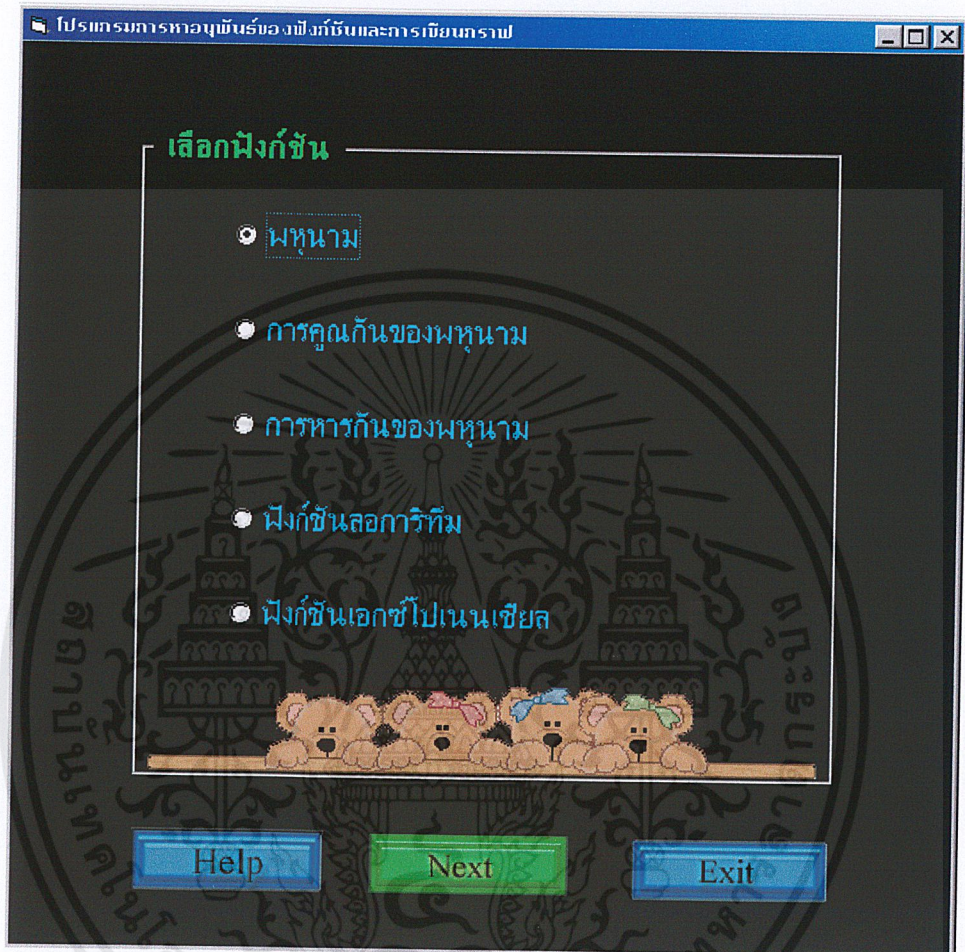 โปรแกรมการหาอนุพันธ์ของฟังก์ชันและการเขียนกราฟ
เลือกฟังก์ชัน
พหุนาม
การคูณกันของพหุนาม
การหารกันของพหุนาม
ฟังก์ชันลอการิทึม
ฟังก์ชันเอกซ์โปเนนเชียล
Help
Next
Exit